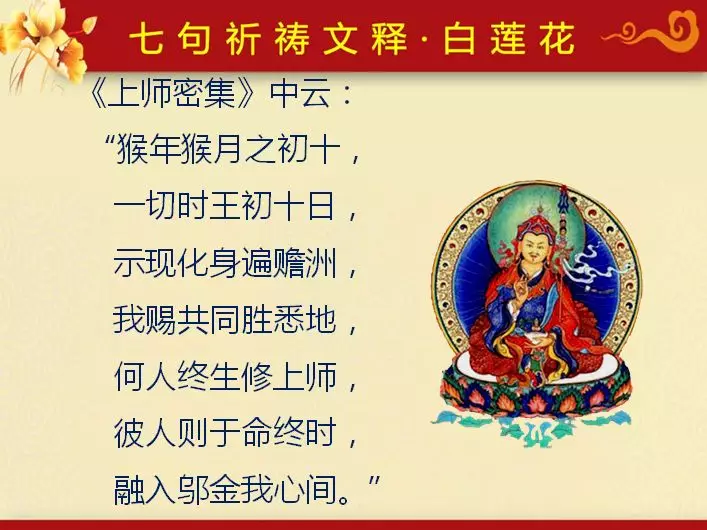 七句祈祷文释·白莲花
《上师密集》中云：
“猴年猴月之初十，
一切时王初十日，
示现化身遍赡洲，
我赐共同胜悉地，
何人终生修上师，
彼人则于命终时，
融入邬金我心间。”